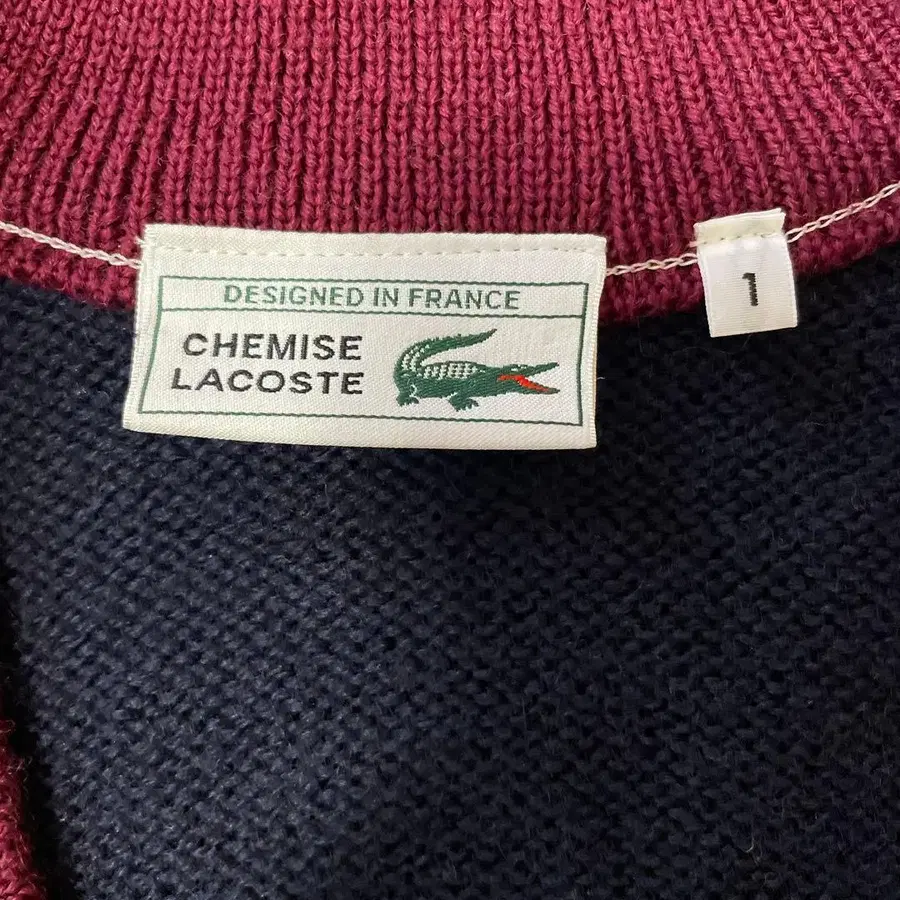 DESIGNED IN FRANCE
CHEMISE
LACOSTE
1